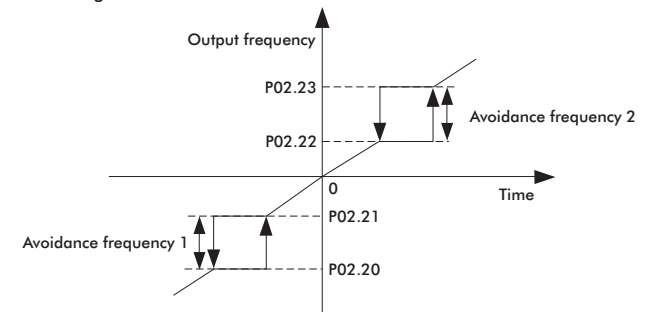 Output frequency
P02.23
Avoidance frequency 2
P02.22
0
Time
P02.21
Avoidance frequency 1
P02.20